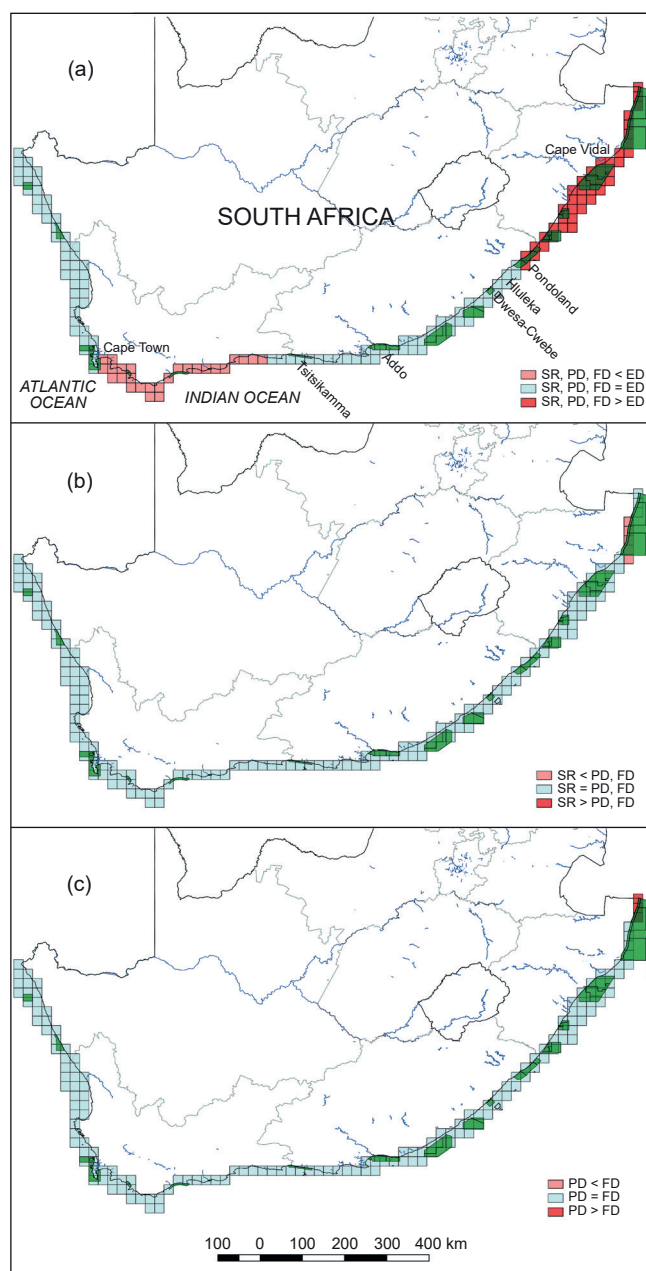 (a)
Cape Vidal
SOUTH AFRICA
Pondoland
Hluleka
Dwesa-Cwebe
Cape Town
Addo
Tsitsikamma
ATLANTIC
OCEAN
INDIAN OCEAN
SR, PD, FD < ED
SR, PD, FD = ED
SR, PD, FD > ED
(b)
SR < PD, FD
SR = PD, FD
SR > PD, FD
(c)
PD < FD
PD = FD
PD > FD
100 0 100 200 300 400 km